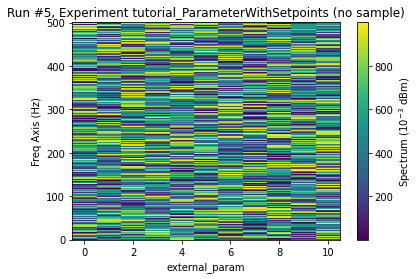 Run #5, Experiment tutorial_ParameterWithSetpoints (no sample)
500
400
300
200
100
0
Freq Axis (Hz)
0 2 4 6 8 10
external_param
800
600
400
200
Spectrum (10⁻³ dBm)